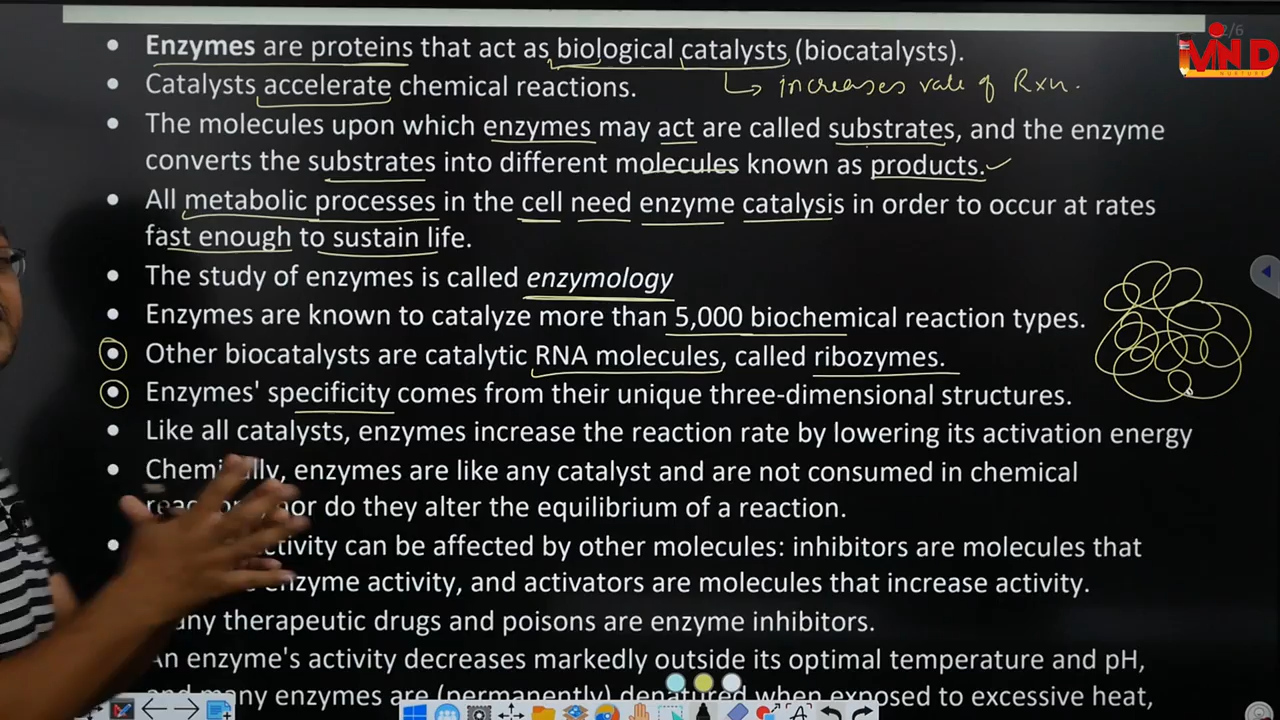 2/6
MIND
NURTURE
• Enzymes are proteins that act as biological catalysts (biocatalysts).
• Catalysts accelerate chemical reactions.
↳ increases rate of Rxn.
• The molecules upon which enzymes may act are called substrates, and the enzyme
converts the substrates into different molecules known as products.
• All metabolic processes in the cell need enzyme catalysis in order to occur at rates
fast enough to sustain life.
• The study of enzymes is called enzymology
• Enzymes are known to catalyze more than 5,000 biochemical reaction types.
• Other biocatalysts are catalytic RNA molecules, called ribozymes.
• Enzymes' specificity comes from their unique three-dimensional structures.
• Like all catalysts, enzymes increase the reaction rate by lowering its activation energy
• Chemically, enzymes are like any catalyst and are not consumed in chemical
nor do they alter the equilibrium of a reaction.
• activity can be affected by other molecules: inhibitors are molecules that
enzyme activity, and activators are molecules that increase activity.
many therapeutic drugs and poisons are enzyme inhibitors.
An enzyme's activity decreases markedly outside its optimal temperature and pH,
and many enzymes are (permanently) denatured when exposed to excessive heat,